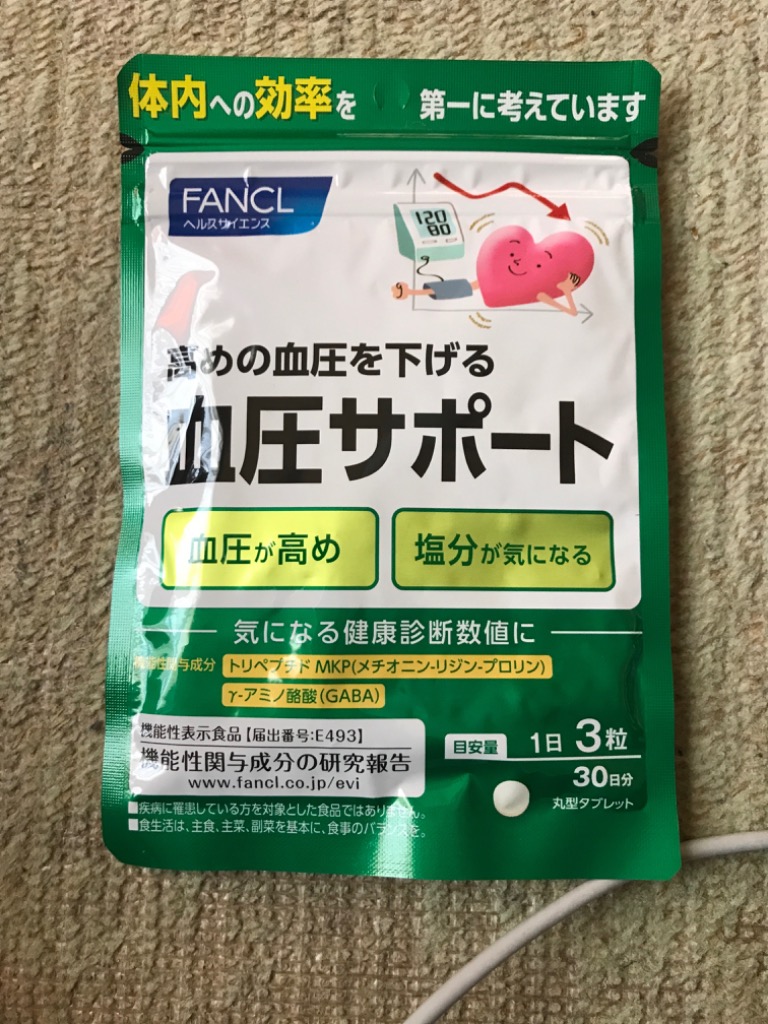 体内への効率を 第一に考えています
FANCL
ヘルスサイエンス
120
80
高めの血圧を下げる
血圧サポート
血圧が高め
塩分が気になる
気になる健康診断数値に
機能性関与成分 トリペプチド MKP(メチオニン-リジン-プロリン)
γ-アミノ酪酸(GABA)
機能性表示食品【届出番号:E493】
機能性関与成分の研究報告
www.fancl.co.jp/evi
目安量 1日 3粒
30日分
丸型タブレット
■疾病に罹患している方を対象とした食品ではありません。
■食生活は、主食、主菜、副菜を基本に、食事のバランスを。